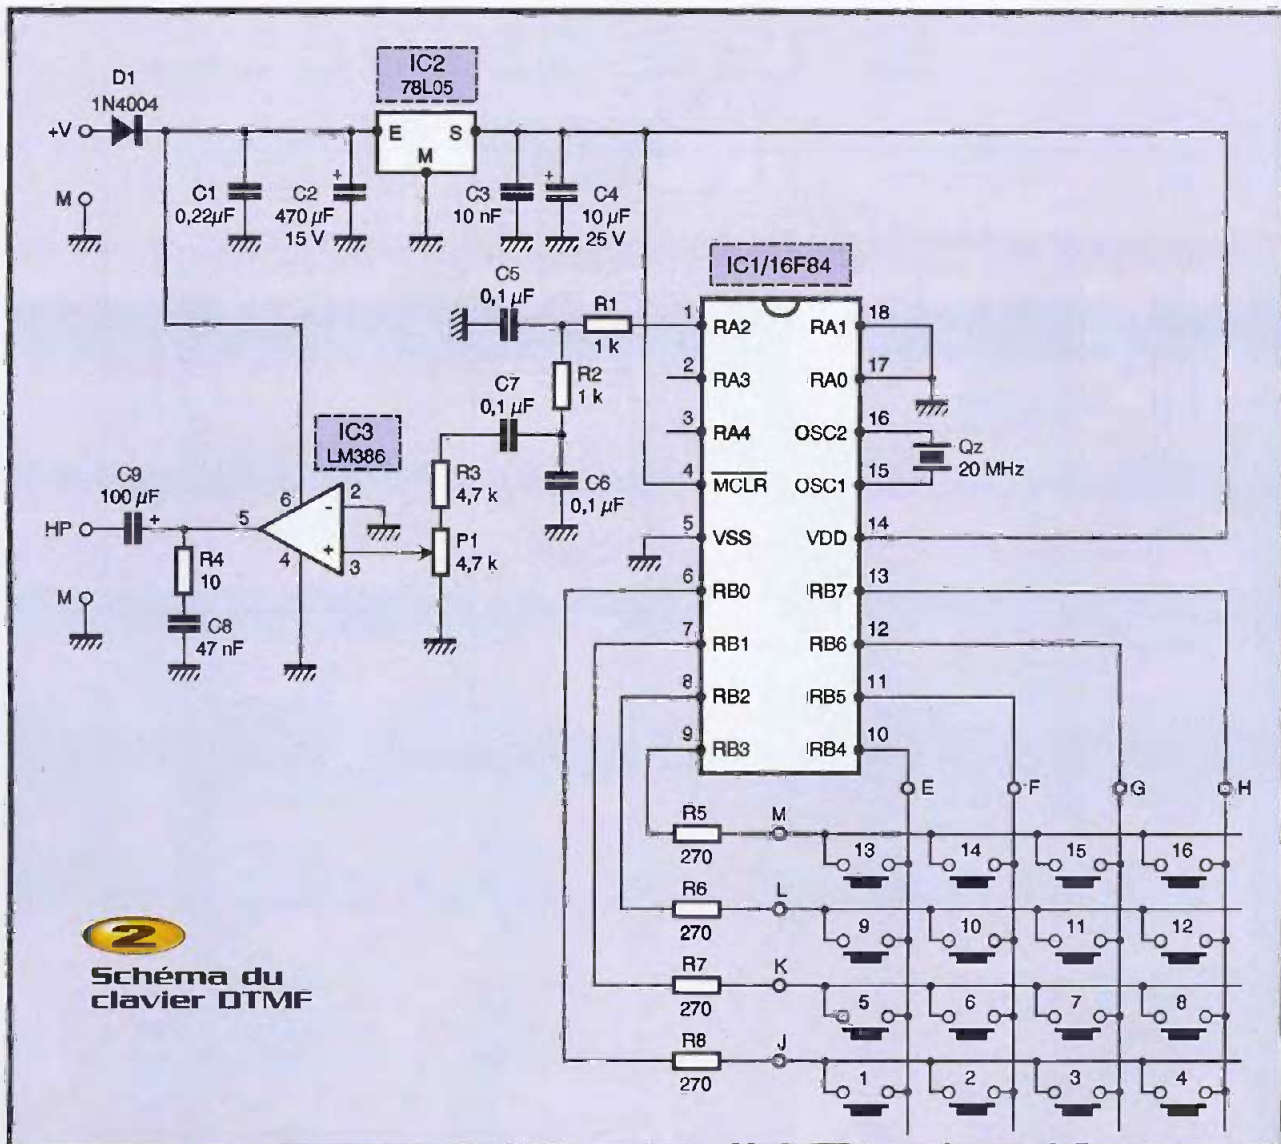 D1
1N4004
+V
M
C1
0,22µF
C2
470 µF
15 V
+
IC2
78L05
E
S
M
C3
10 nF
+
C4
10 µF
25 V
IC1/16F84
C5
0,1 µF
R1
1 k
R2
1 k
C7
0,1 µF
C6
0,1 µF
R3
4,7 k
P1
4,7 k
IC3
LM386
6
2
-
5
4
+
3
C9
100 µF
+
HP
R4
10
C8
47 nF
M
1 RA2
2 RA3
3 RA4
4 MCLR
5 VSS
6 RB0
7 RB1
8 RB2
9 RB3
RA1 18
RA0 17
OSC2 16
OSC1 15
VDD 14
RB7 13
RB6 12
RB5 11
RB4 10
Qz
20 MHz
E F G H
R5
270
M
13 14 15 16
R6
270
L
9 10 11 12
R7
270
K
5 6 7 8
R8
270
J
1 2 3 4
2
Schéma du
clavier DTMF